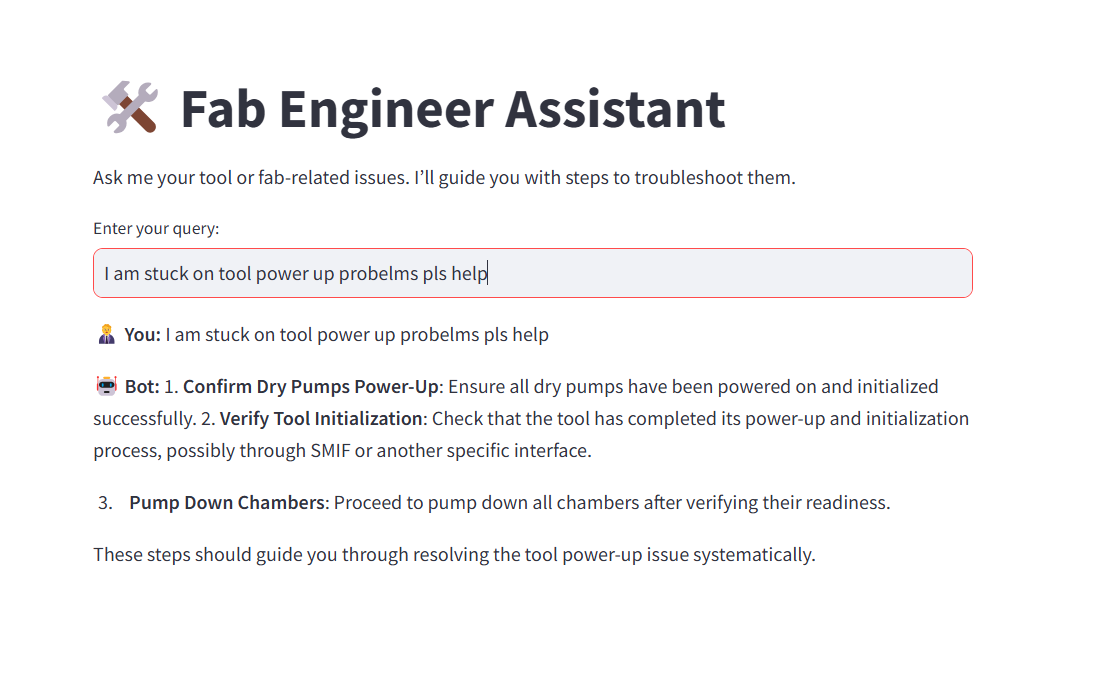 Fab Engineer Assistant
Ask me your tool or fab-related issues. I’ll guide you with steps to troubleshoot them.
Enter your query:
I am stuck on tool power up probelms pls help
You: I am stuck on tool power up probelms pls help
Bot: 1. Confirm Dry Pumps Power-Up: Ensure all dry pumps have been powered on and initialized
successfully. 2. Verify Tool Initialization: Check that the tool has completed its power-up and initialization
process, possibly through SMIF or another specific interface.
3. Pump Down Chambers: Proceed to pump down all chambers after verifying their readiness.
These steps should guide you through resolving the tool power-up issue systematically.